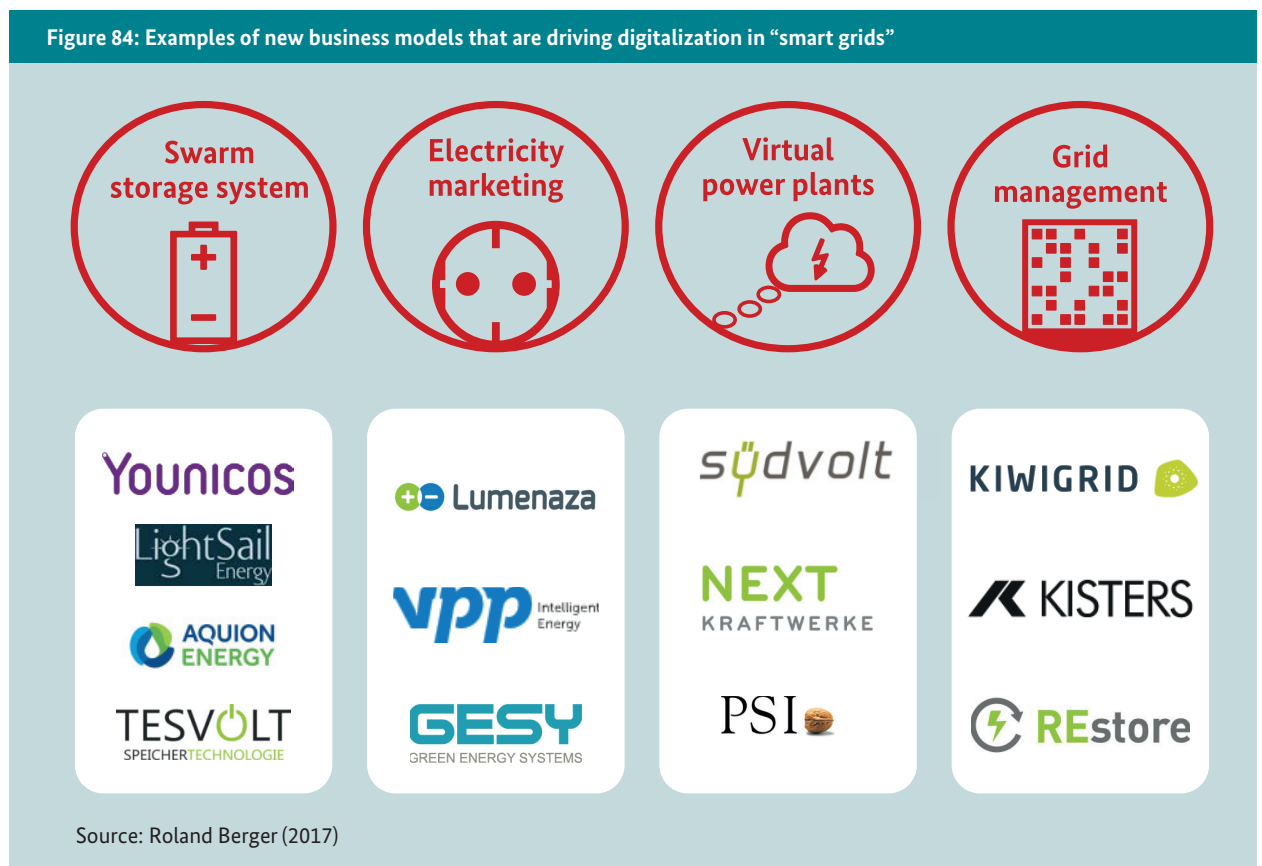 Figure 84: Examples of new business models that are driving digitalization in “smart grids”
Swarm
storage system
Electricity
marketing
Virtual
power plants
Grid
management
YOUNICOS
LightSail
Energy
AQUION
ENERGY
TESVOLT
SPEICHERTECHNOLOGIE
Lumenaza
vpp Intelligent
Energy
GESY
GREEN ENERGY SYSTEMS
südvolt
NEXT
KRAFTWERKE
PSI
KIWIGRID
KISTERS
REstore
Source: Roland Berger (2017)